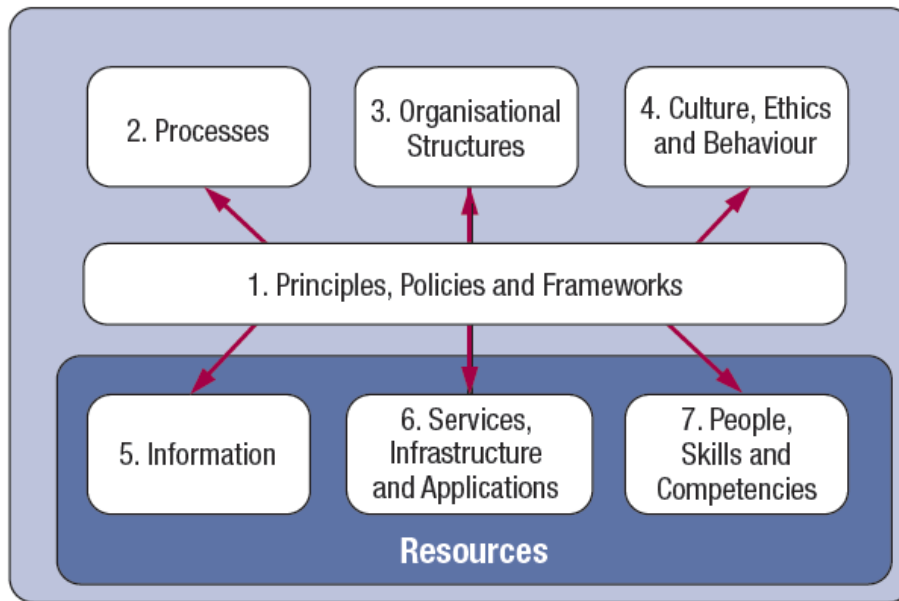 2. Processes
3. Organisational
Structures
4. Culture, Ethics
and Behaviour
1. Principles, Policies and Frameworks
5. Information
6. Services,
Infrastructure
and Applications
7. People,
Skills and
Competencies
Resources